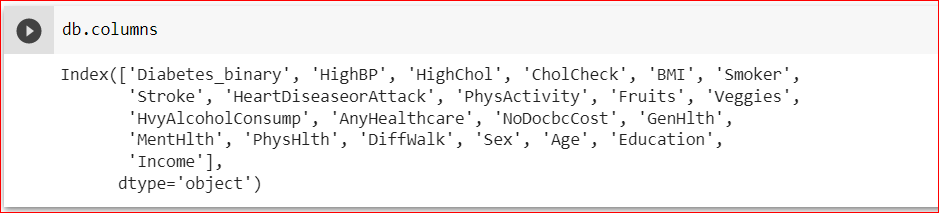 db.columns
Index(['Diabetes_binary', 'HighBP', 'HighChol', 'CholCheck', 'BMI', 'Smoker',
'Stroke', 'HeartDiseaseorAttack', 'PhysActivity', 'Fruits', 'Veggies',
'HvyAlcoholConsump', 'AnyHealthcare', 'NoDocbcCost', 'GenHlth',
'MentHlth', 'PhysHlth', 'DiffWalk', 'Sex', 'Age', 'Education',
'Income'],
dtype='object')